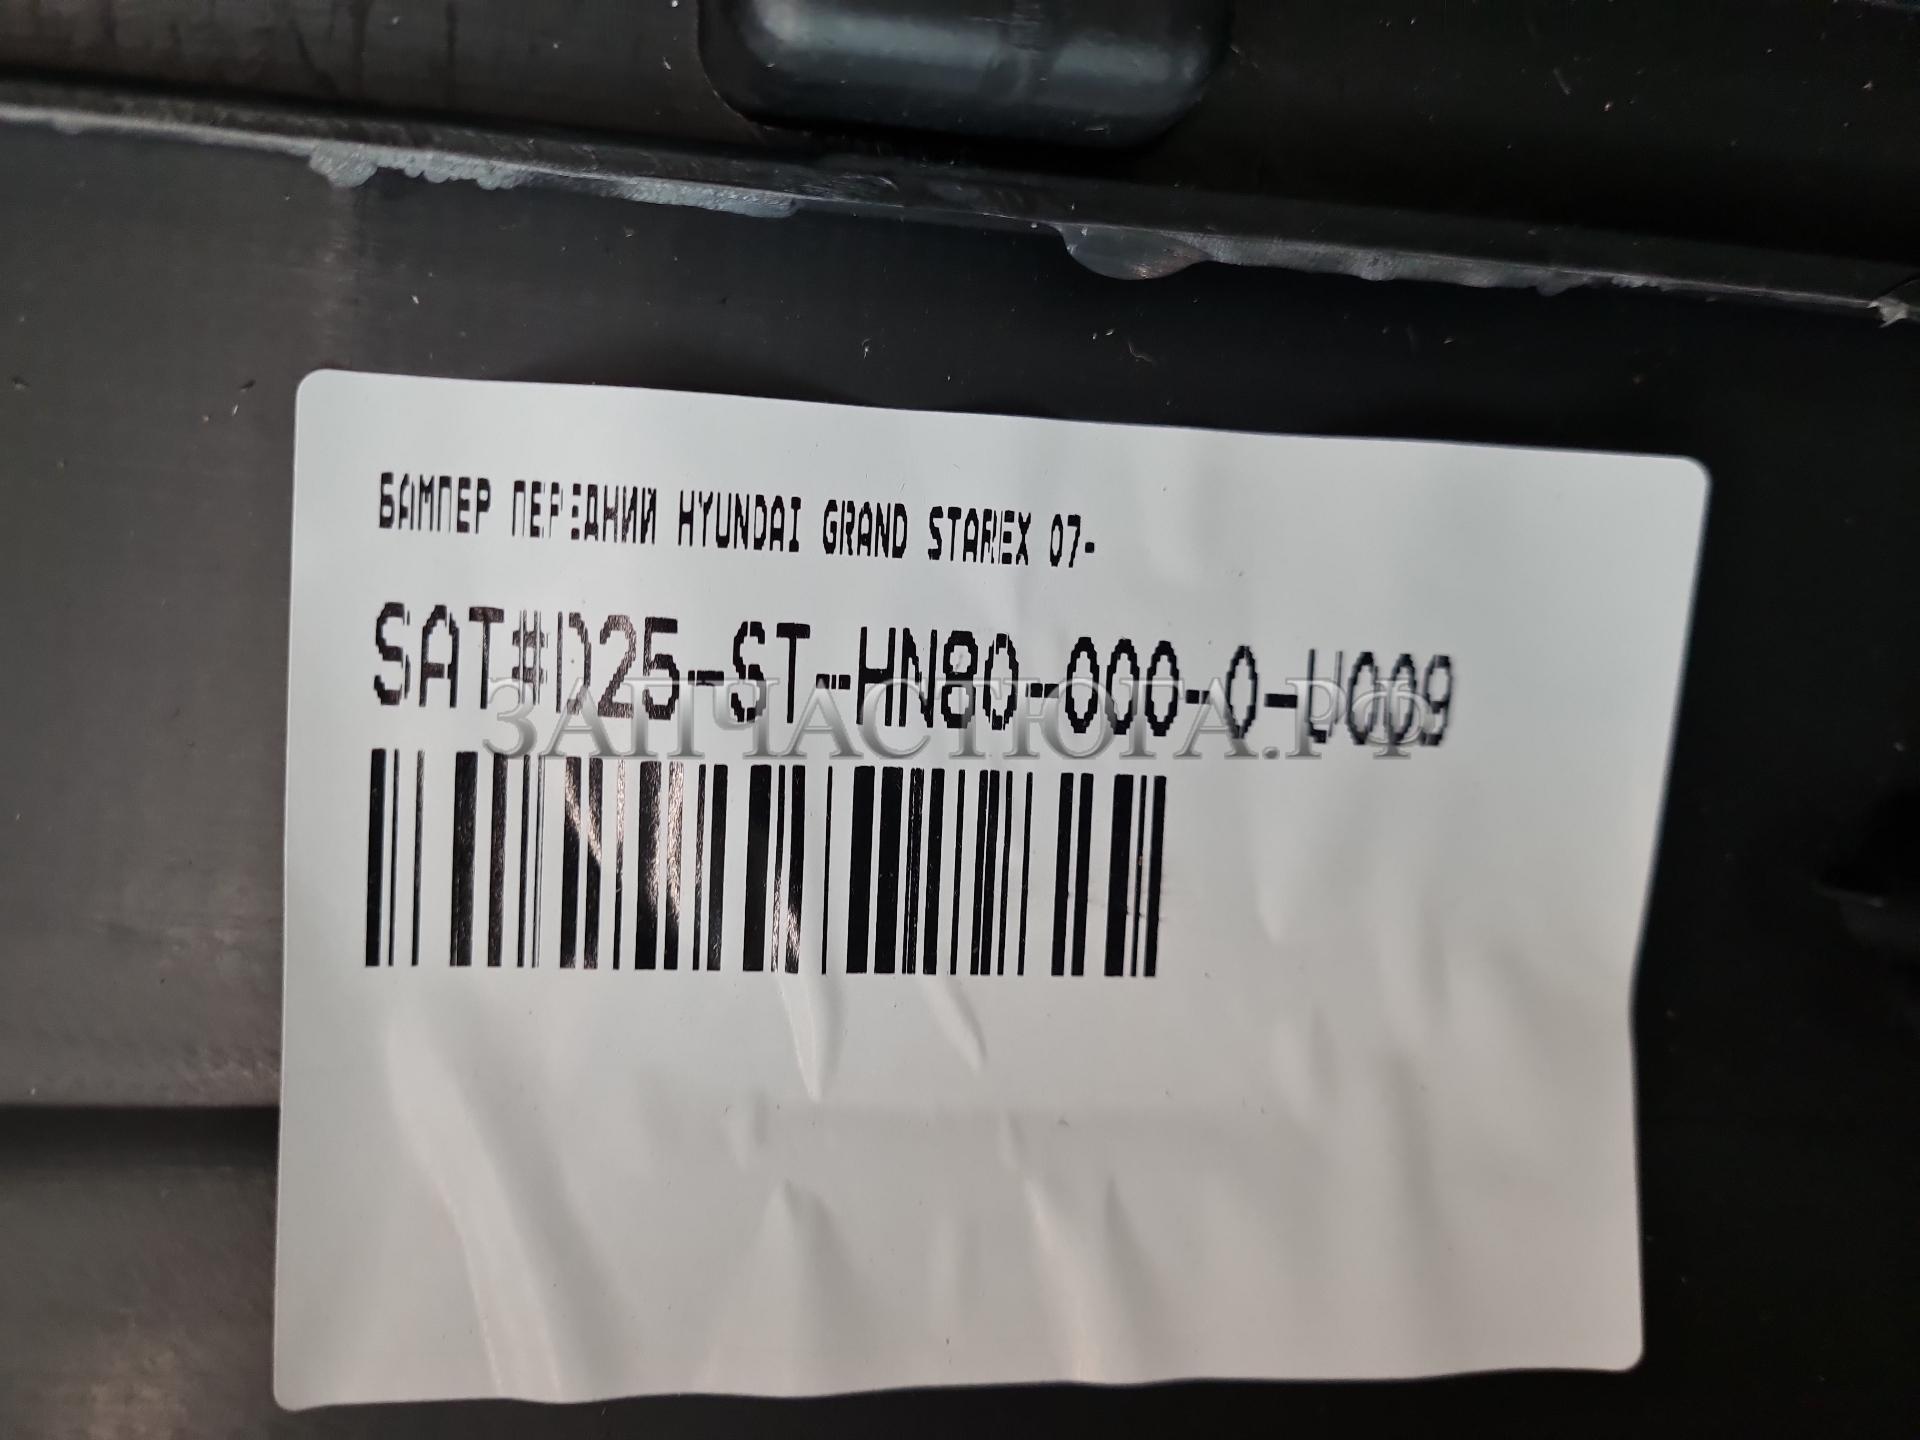 БАМПЕР ПЕРЕДНИЙ HYUNDAI GRAND STAREX 07-
SAT#D25-ST-HN80-000-0-U009
ЗАПЧАСТЮГА.РФ